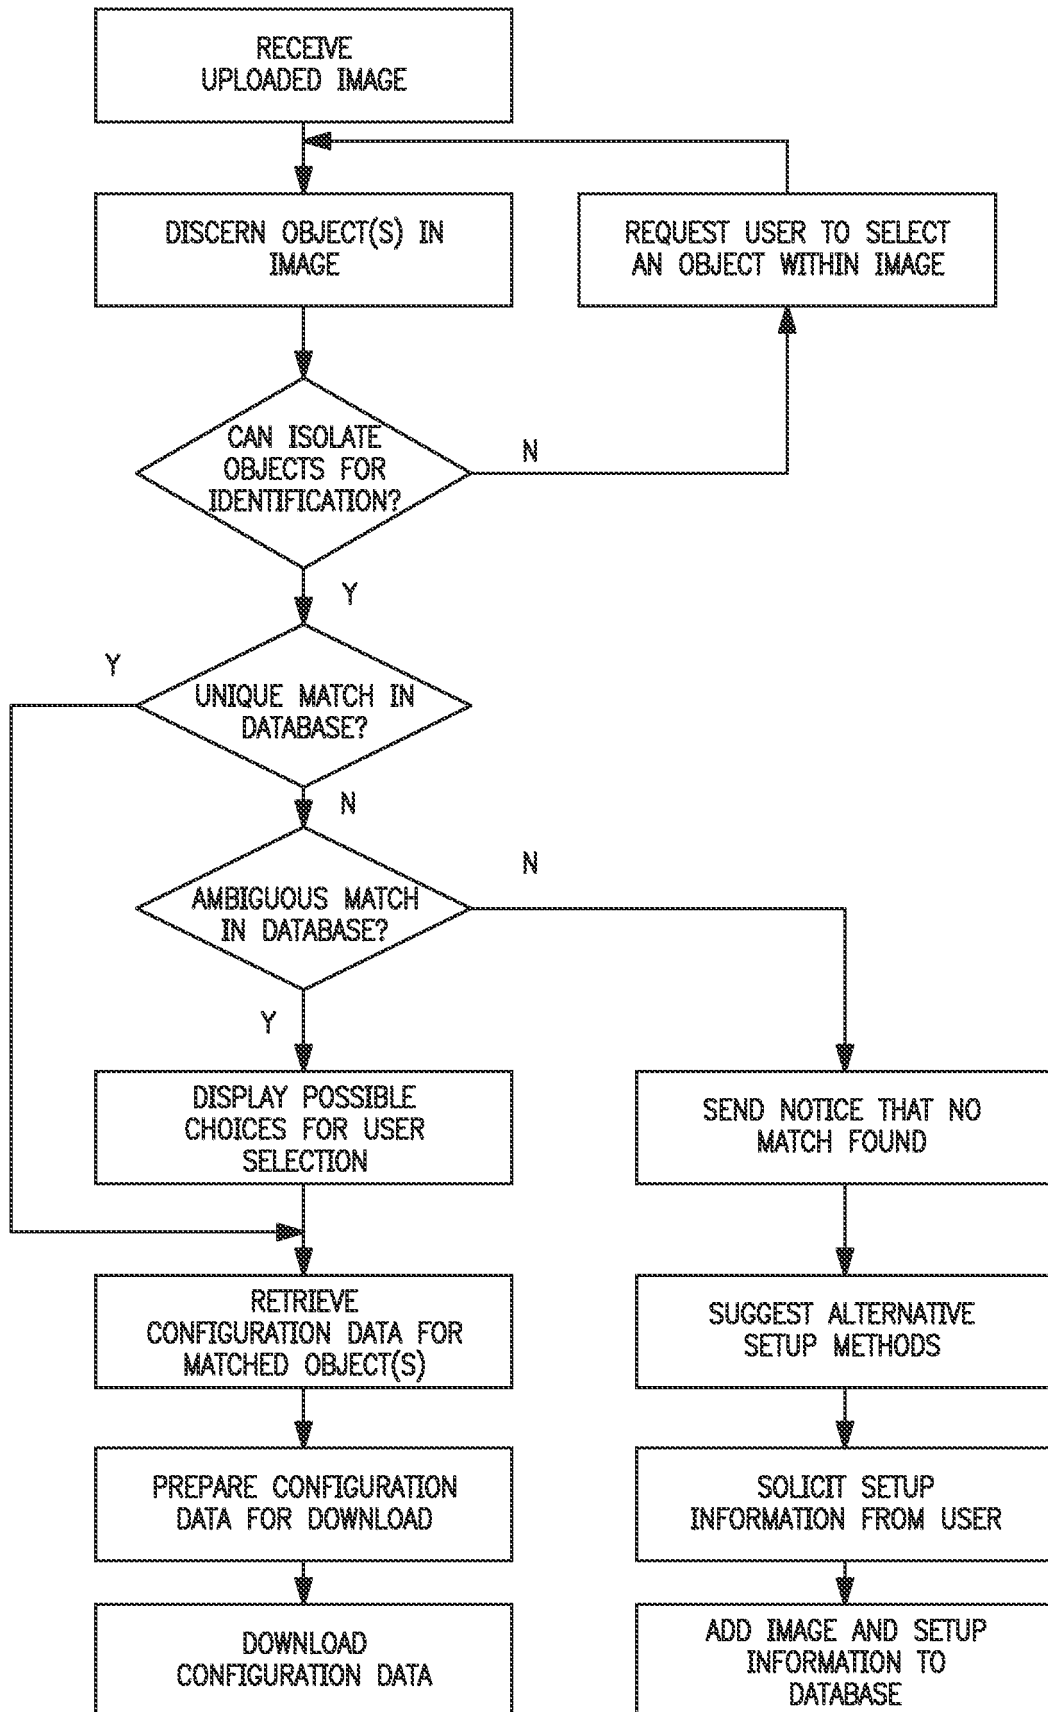 RECEIVE
UPLOADED IMAGE
DISCERN OBJECT(S) IN
IMAGE
REQUEST USER TO SELECT
AN OBJECT WITHIN IMAGE
CAN ISOLATE
OBJECTS FOR
IDENTIFICATION?
N
Y
Y
UNIQUE MATCH IN
DATABASE?
N
N
AMBIGUOUS MATCH
IN DATABASE?
Y
DISPLAY POSSIBLE
CHOICES FOR USER
SELECTION
SEND NOTICE THAT NO
MATCH FOUND
RETRIEVE
CONFIGURATION DATA FOR
MATCHED OBJECT(S)
SUGGEST ALTERNATIVE
SETUP METHODS
PREPARE CONFIGURATION
DATA FOR DOWNLOAD
SOLICIT SETUP
INFORMATION FROM USER
DOWNLOAD
CONFIGURATION DATA
ADD IMAGE AND SETUP
INFORMATION TO
DATABASE